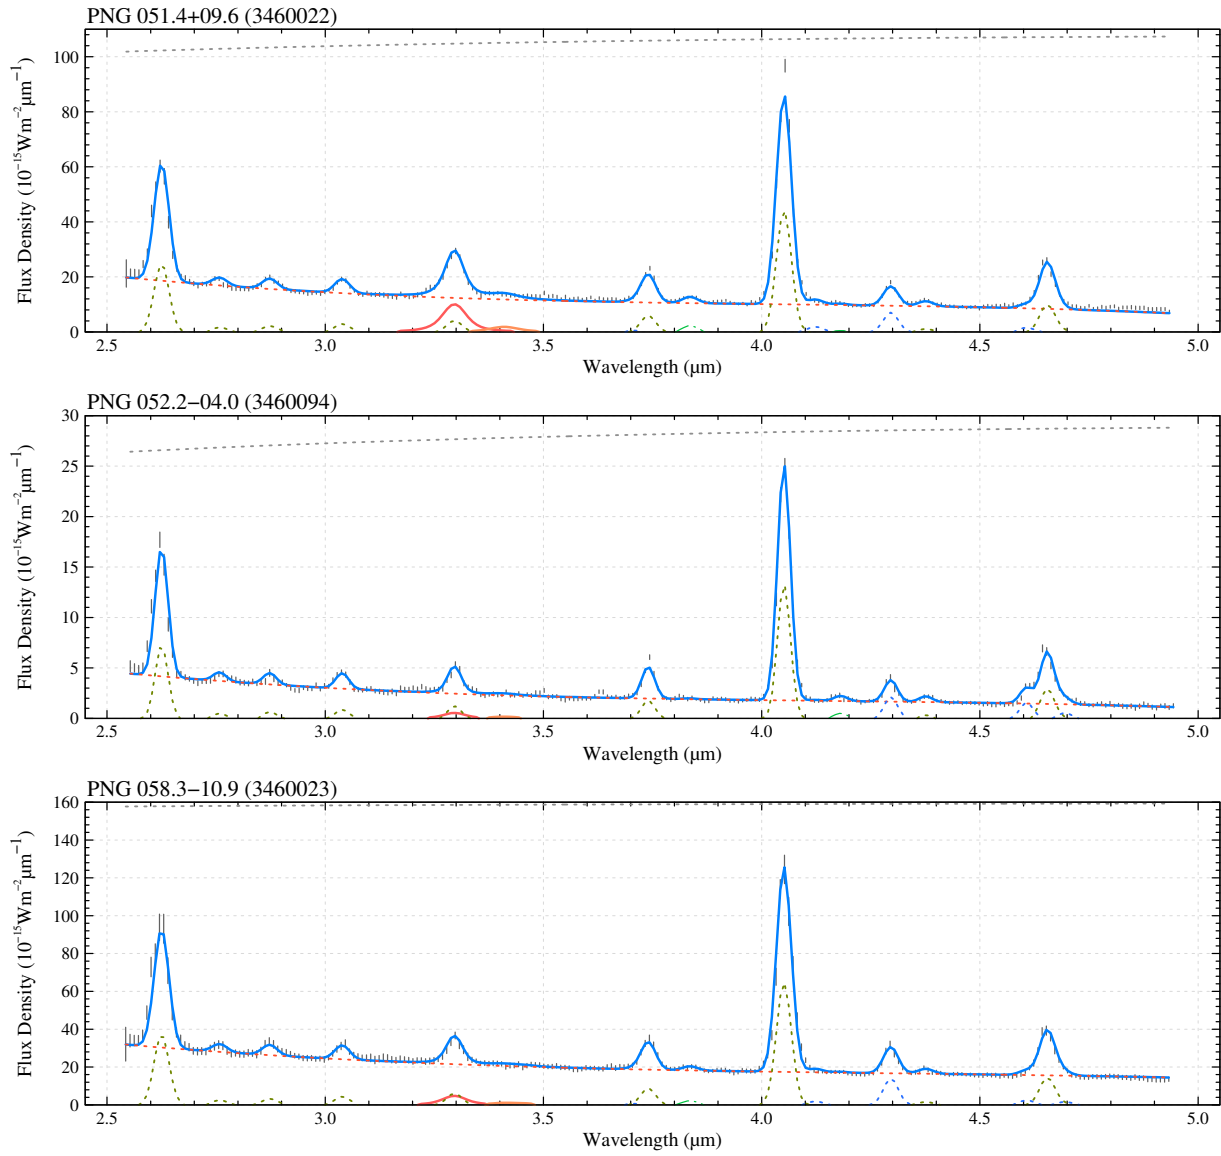 PNG 051.4+09.6 (3460022)
100
80
60
40
20
0
Flux Density (10⁻¹⁵Wm⁻²μm⁻¹)
2.5 3.0 3.5 4.0 4.5 5.0
Wavelength (μm)
PNG 052.2−04.0 (3460094)
30
25
20
15
10
5
0
Flux Density (10⁻¹⁵Wm⁻²μm⁻¹)
2.5 3.0 3.5 4.0 4.5 5.0
Wavelength (μm)
PNG 058.3−10.9 (3460023)
160
140
120
100
80
60
40
20
0
Flux Density (10⁻¹⁵Wm⁻²μm⁻¹)
2.5 3.0 3.5 4.0 4.5 5.0
Wavelength (μm)